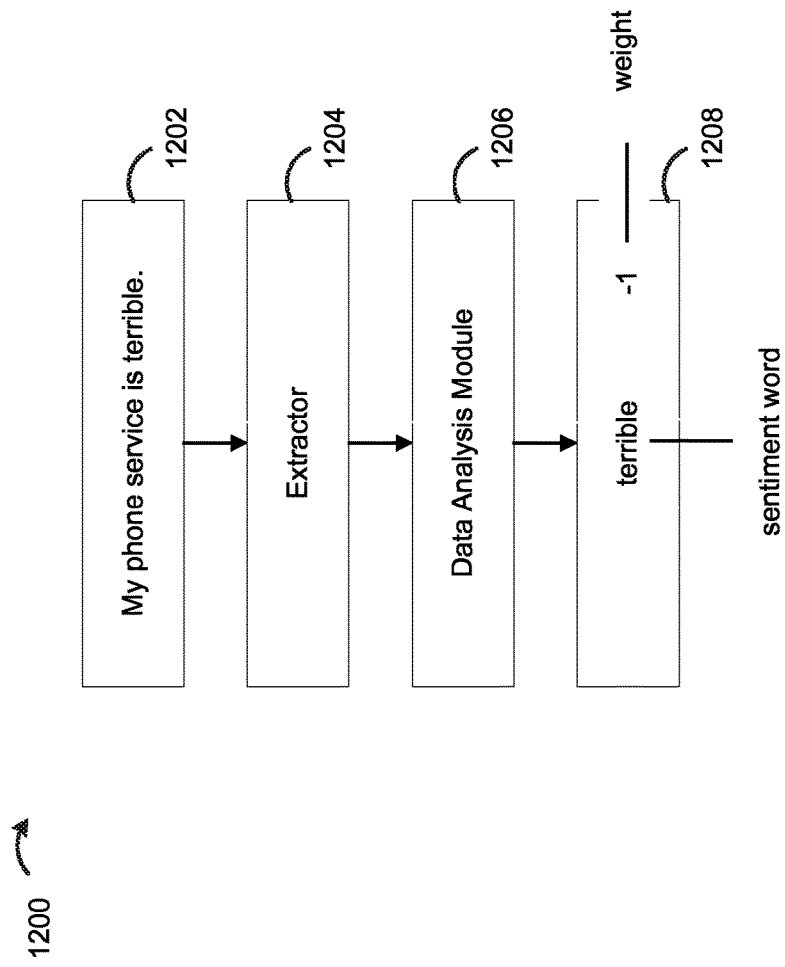 1200
My phone service is terrible.
1202
Extractor
1204
Data Analysis Module
1206
terrible -1
1208
sentiment word
weight